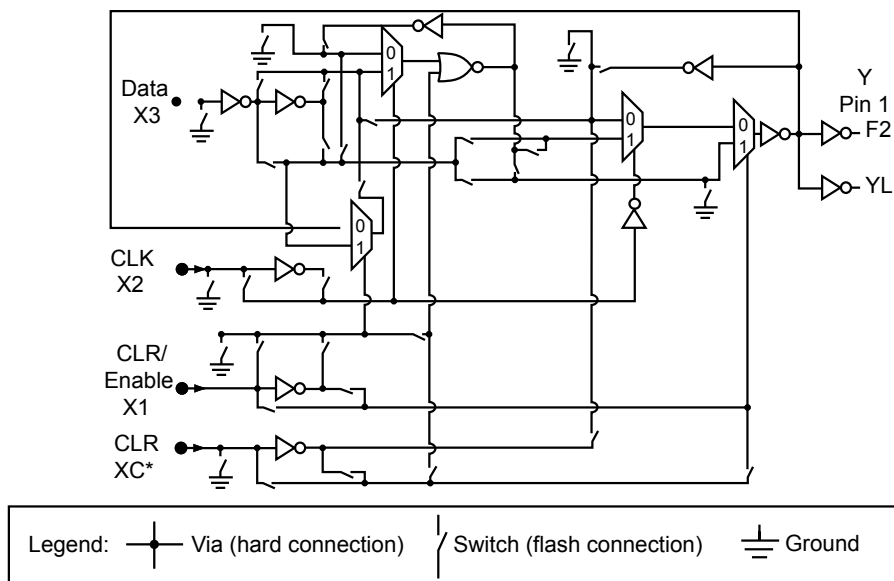 Data
X3
0
1
0
1
0
1
Y
Pin 1
F2
YL
0
1
CLK
X2
CLR/
Enable
X1
CLR
XC*
Legend: Via (hard connection) Switch (flash connection) Ground